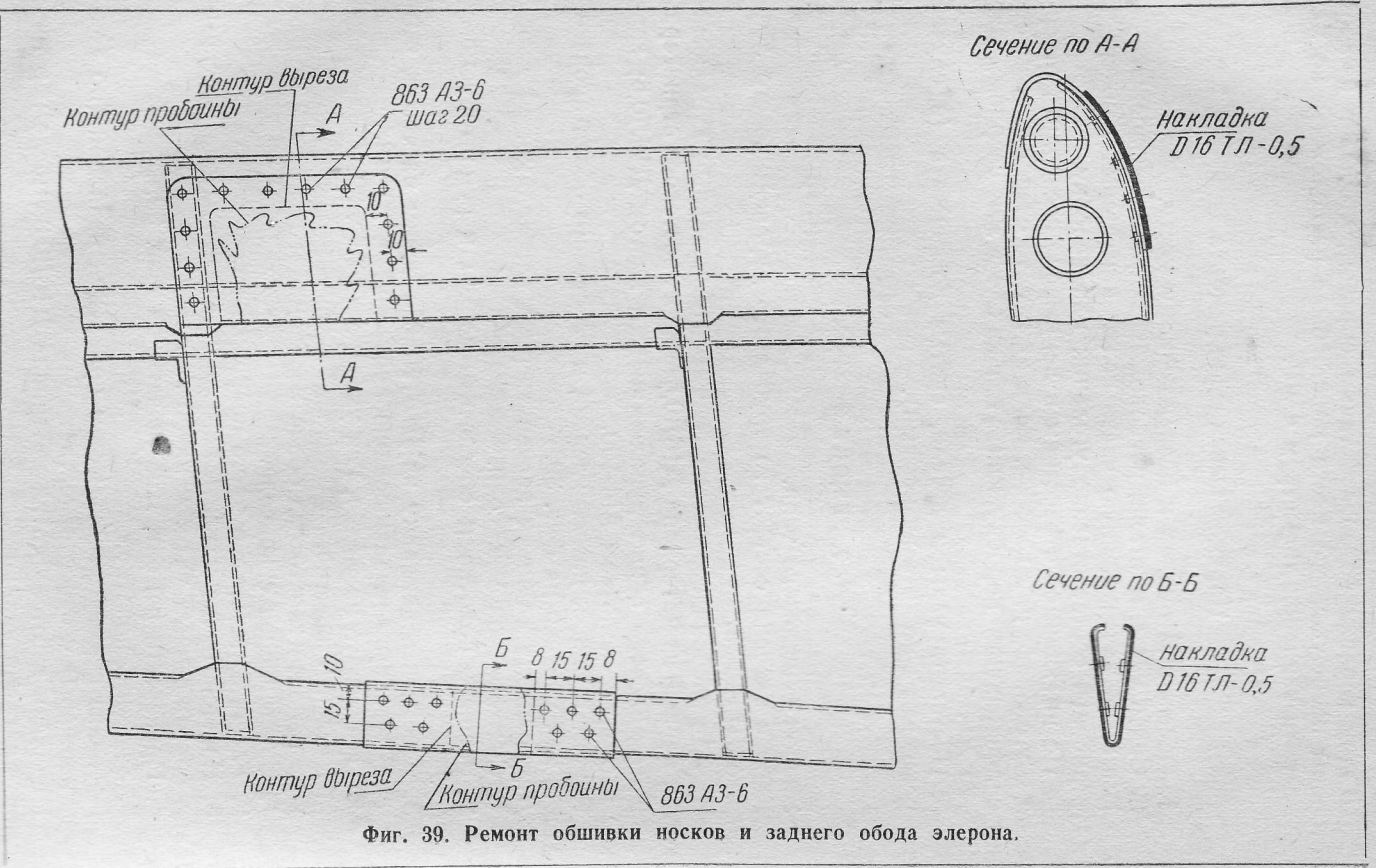 Контур выреза
Контур пробоины
863 АЗ-6
шаг 20
А
10
10
А
Сечение по А-А
Накладка
D16 ТЛ-0,5
Б
8 15 15 8
10
15
Б
Контур выреза
Контур пробоины
863 АЗ-6
Сечение по Б-Б
Накладка
D16 ТЛ-0,5
Фиг. 39. Ремонт обшивки носков и заднего обода элерона.